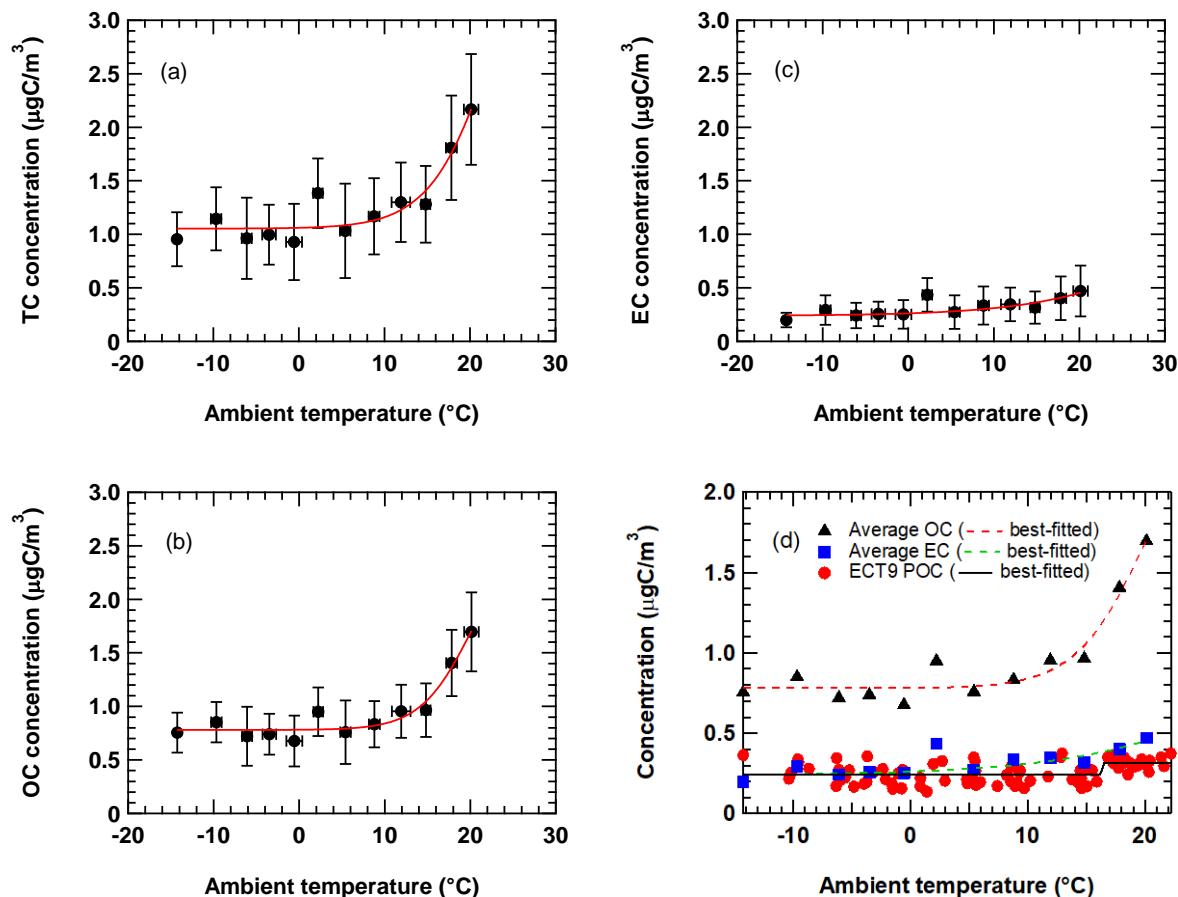 3.0
2.5
2.0
1.5
1.0
0.5
0
TC concentration (µgC/m³)
(a)
-20 -10 0 10 20 30
Ambient temperature (°C)
3.0
2.5
2.0
1.5
1.0
0.5
0
EC concentration (µgC/m³)
(c)
-20 -10 0 10 20 30
Ambient temperature (°C)
3.0
2.5
2.0
1.5
1.0
0.5
0
OC concentration (µgC/m³)
(b)
-20 -10 0 10 20 30
Ambient temperature (°C)
2.0
1.5
1.0
0.5
0
Concentration (µgC/m³)
(d)
Average OC ( best-fitted)
Average EC ( best-fitted)
ECT9 POC ( best-fitted)
-10 0 10 20
Ambient temperature (°C)